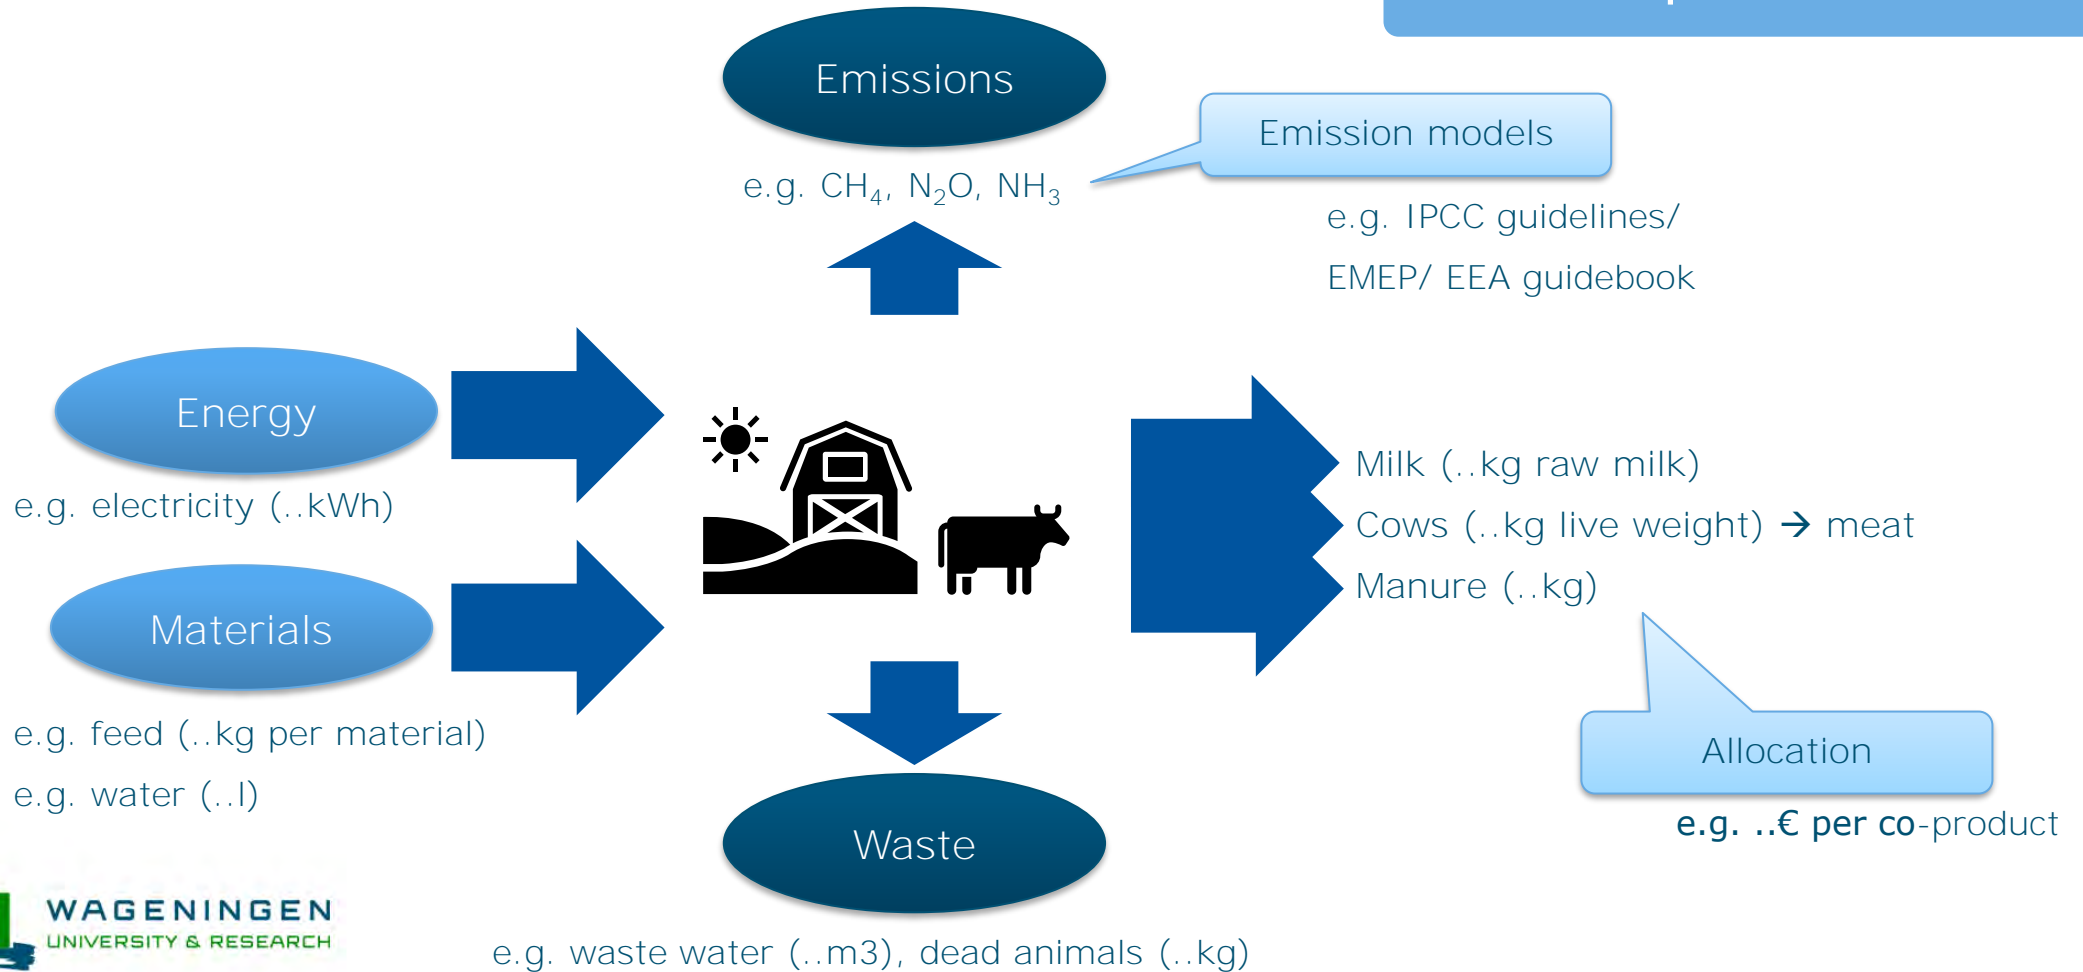 Emissions
Emission models
e.g. CH₄, N₂O, NH₃
e.g. IPCC guidelines/
EMEP/ EEA guidebook
Energy
e.g. electricity (..kWh)
Milk (..kg raw milk)
Cows (..kg live weight) → meat
Manure (..kg)
Materials
e.g. feed (..kg per material)
e.g. water (..l)
Allocation
e.g. ..€ per co-product
Waste
e.g. waste water (..m3), dead animals (..kg)
WAGENINGEN
UNIVERSITY & RESEARCH